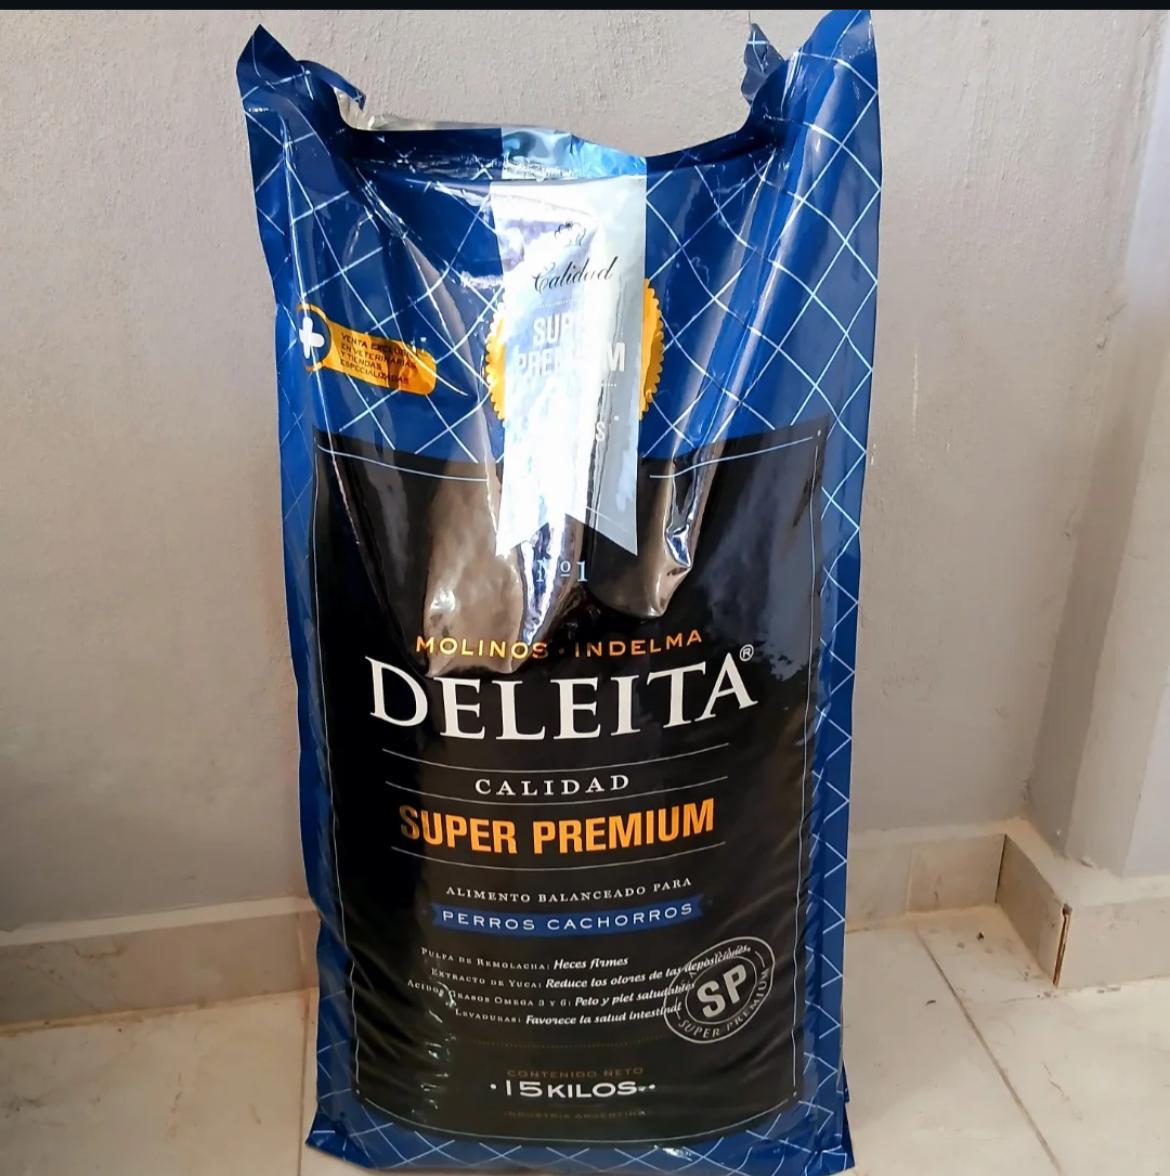 Calidad
SUPER
PREMIUM
VENTA EXCLUSIVA
EN VETERINARIAS
Y TIENDAS
ESPECIALIZADAS
Nº1
MOLINOS · INDELMA
DELEITA®
CALIDAD
SUPER PREMIUM
ALIMENTO BALANCEADO PARA
PERROS CACHORROS
PULPA DE REMOLACHA: Heces firmes
EXTRACTO DE YUCA: Reduce los olores de las deposiciones.
ACIDOS GRASOS OMEGA 3 Y 6: Pelo y piel saludables
LEVADURAS: Favorece la salud intestinal
SP
SUPER PREMIUM
CONTENIDO NETO
·15 KILOS·
INDUSTRIA ARGENTINA